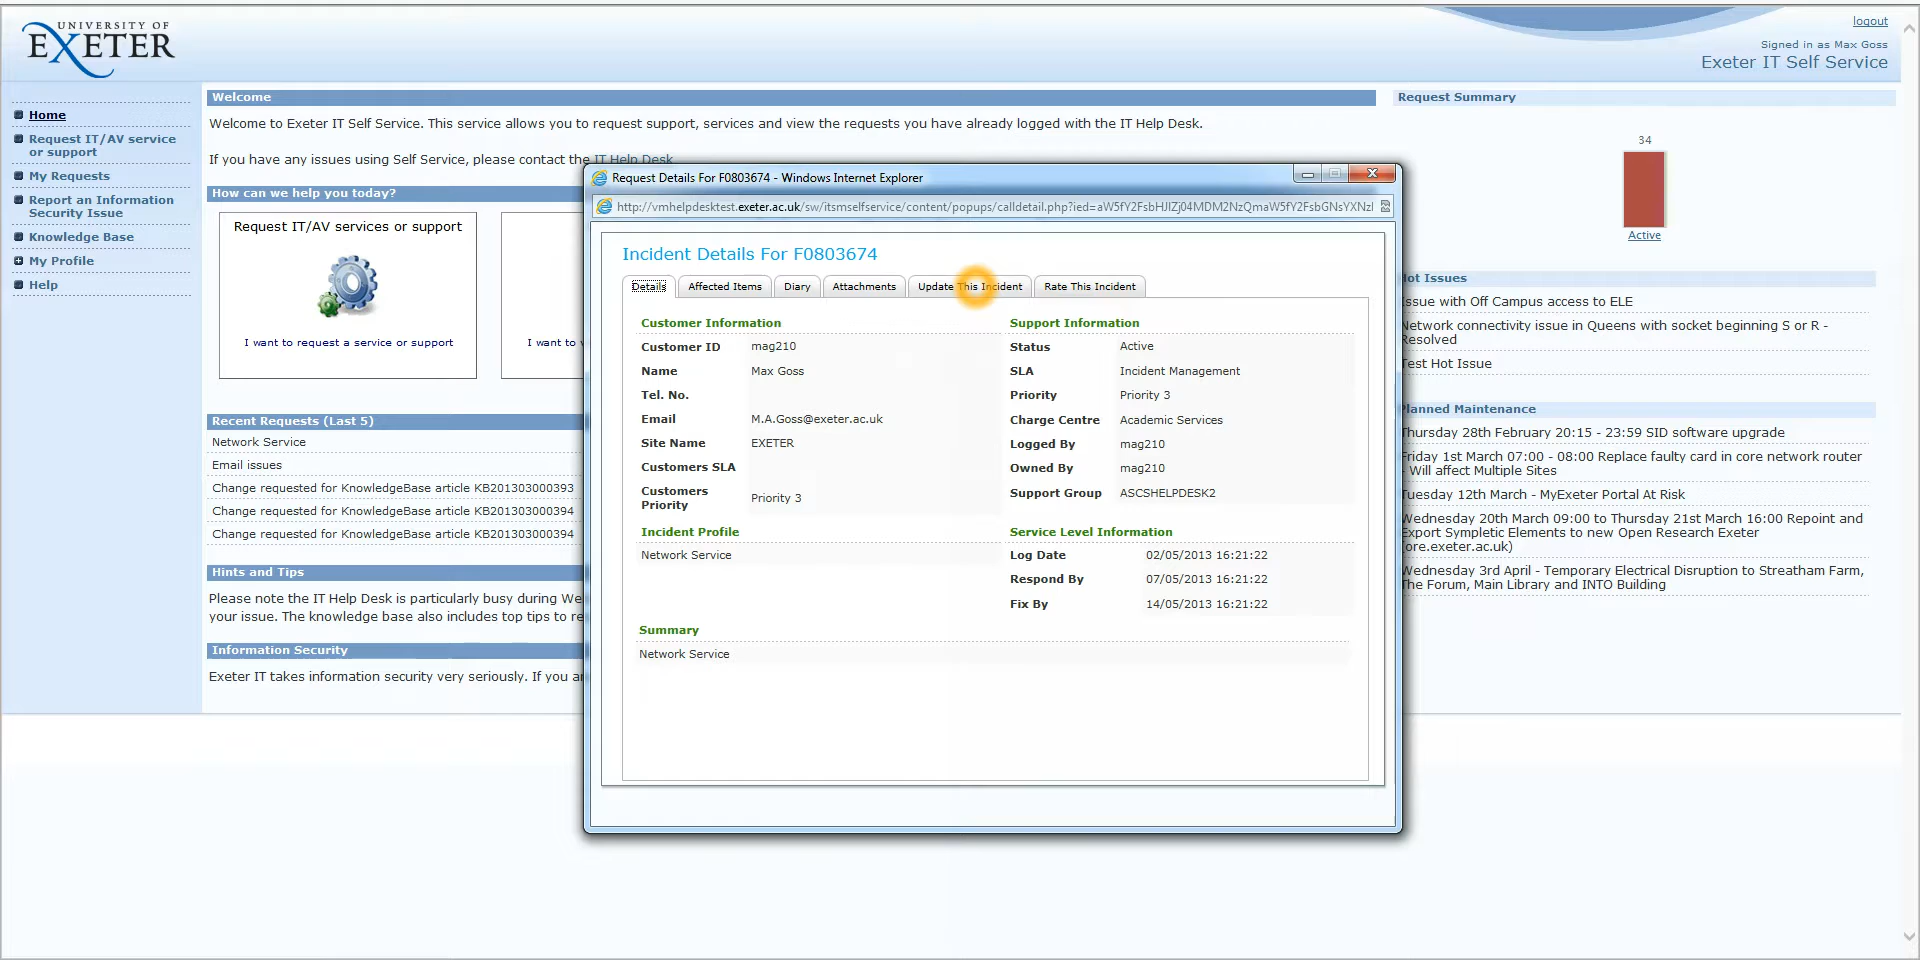 UNIVERSITY OF
EXETER
logout
Signed in as Max Goss
Exeter IT Self Service
Home
Request IT/AV service
or support
My Requests
Report an Information
Security Issue
Knowledge Base
My Profile
Help
Welcome
Welcome to Exeter IT Self Service. This service allows you to request support, services and view the requests you have already logged with the IT Help Desk.
If you have any issues using Self Service, please contact the IT Help Desk
How can we help you today?
Request IT/AV services or support
I want to request a service or support
I want to
Recent Requests (Last 5)
Network Service
Email issues
Change requested for KnowledgeBase article KB201303000393
Change requested for KnowledgeBase article KB201303000394
Change requested for KnowledgeBase article KB201303000394
Hints and Tips
Please note the IT Help Desk is particularly busy during We
your issue. The knowledge base also includes top tips to re
Information Security
Exeter IT takes information security very seriously. If you ar
Request Details For F0803674 - Windows Internet Explorer
http://vmhelpdesktest.exeter.ac.uk/sw/itsmselfservice/content/popups/calldetail.php?
Incident Details For F0803674
Details
Affected Items
Diary
Attachments
Update This Incident
Rate This Incident
Customer Information
Customer ID mag210
Name Max Goss
Tel. No.
Email M.A.Goss@exeter.ac.uk
Site Name EXETER
Customers SLA
Customers
Priority Priority 3
Incident Profile
Network Service
Support Information
Status Active
SLA Incident Management
Priority Priority 3
Charge Centre Academic Services
Logged By mag210
Owned By mag210
Support Group ASCSHELPDESK2
Service Level Information
Log Date 02/05/2013 16:21:22
Respond By 07/05/2013 16:21:22
Fix By 14/05/2013 16:21:22
Summary
Network Service
Request Summary
34
Active
Hot Issues
Issue with Off Campus access to ELE
Network connectivity issue in Queens with socket beginning S or R -
Resolved
Test Hot Issue
Planned Maintenance
Thursday 28th February 20:15 - 23:59 SID software upgrade
Friday 1st March 07:00 - 08:00 Replace faulty card in core network router
- Will affect Multiple Sites
Tuesday 12th March - MyExeter Portal At Risk
Wednesday 20th March 09:00 to Thursday 21st March 16:00 Repoint and
Export Sympletic Elements to new Open Research Exeter
(ore.exeter.ac.uk)
Wednesday 3rd April - Temporary Electrical Disruption to Streatham Farm,
The Forum, Main Library and INTO Building